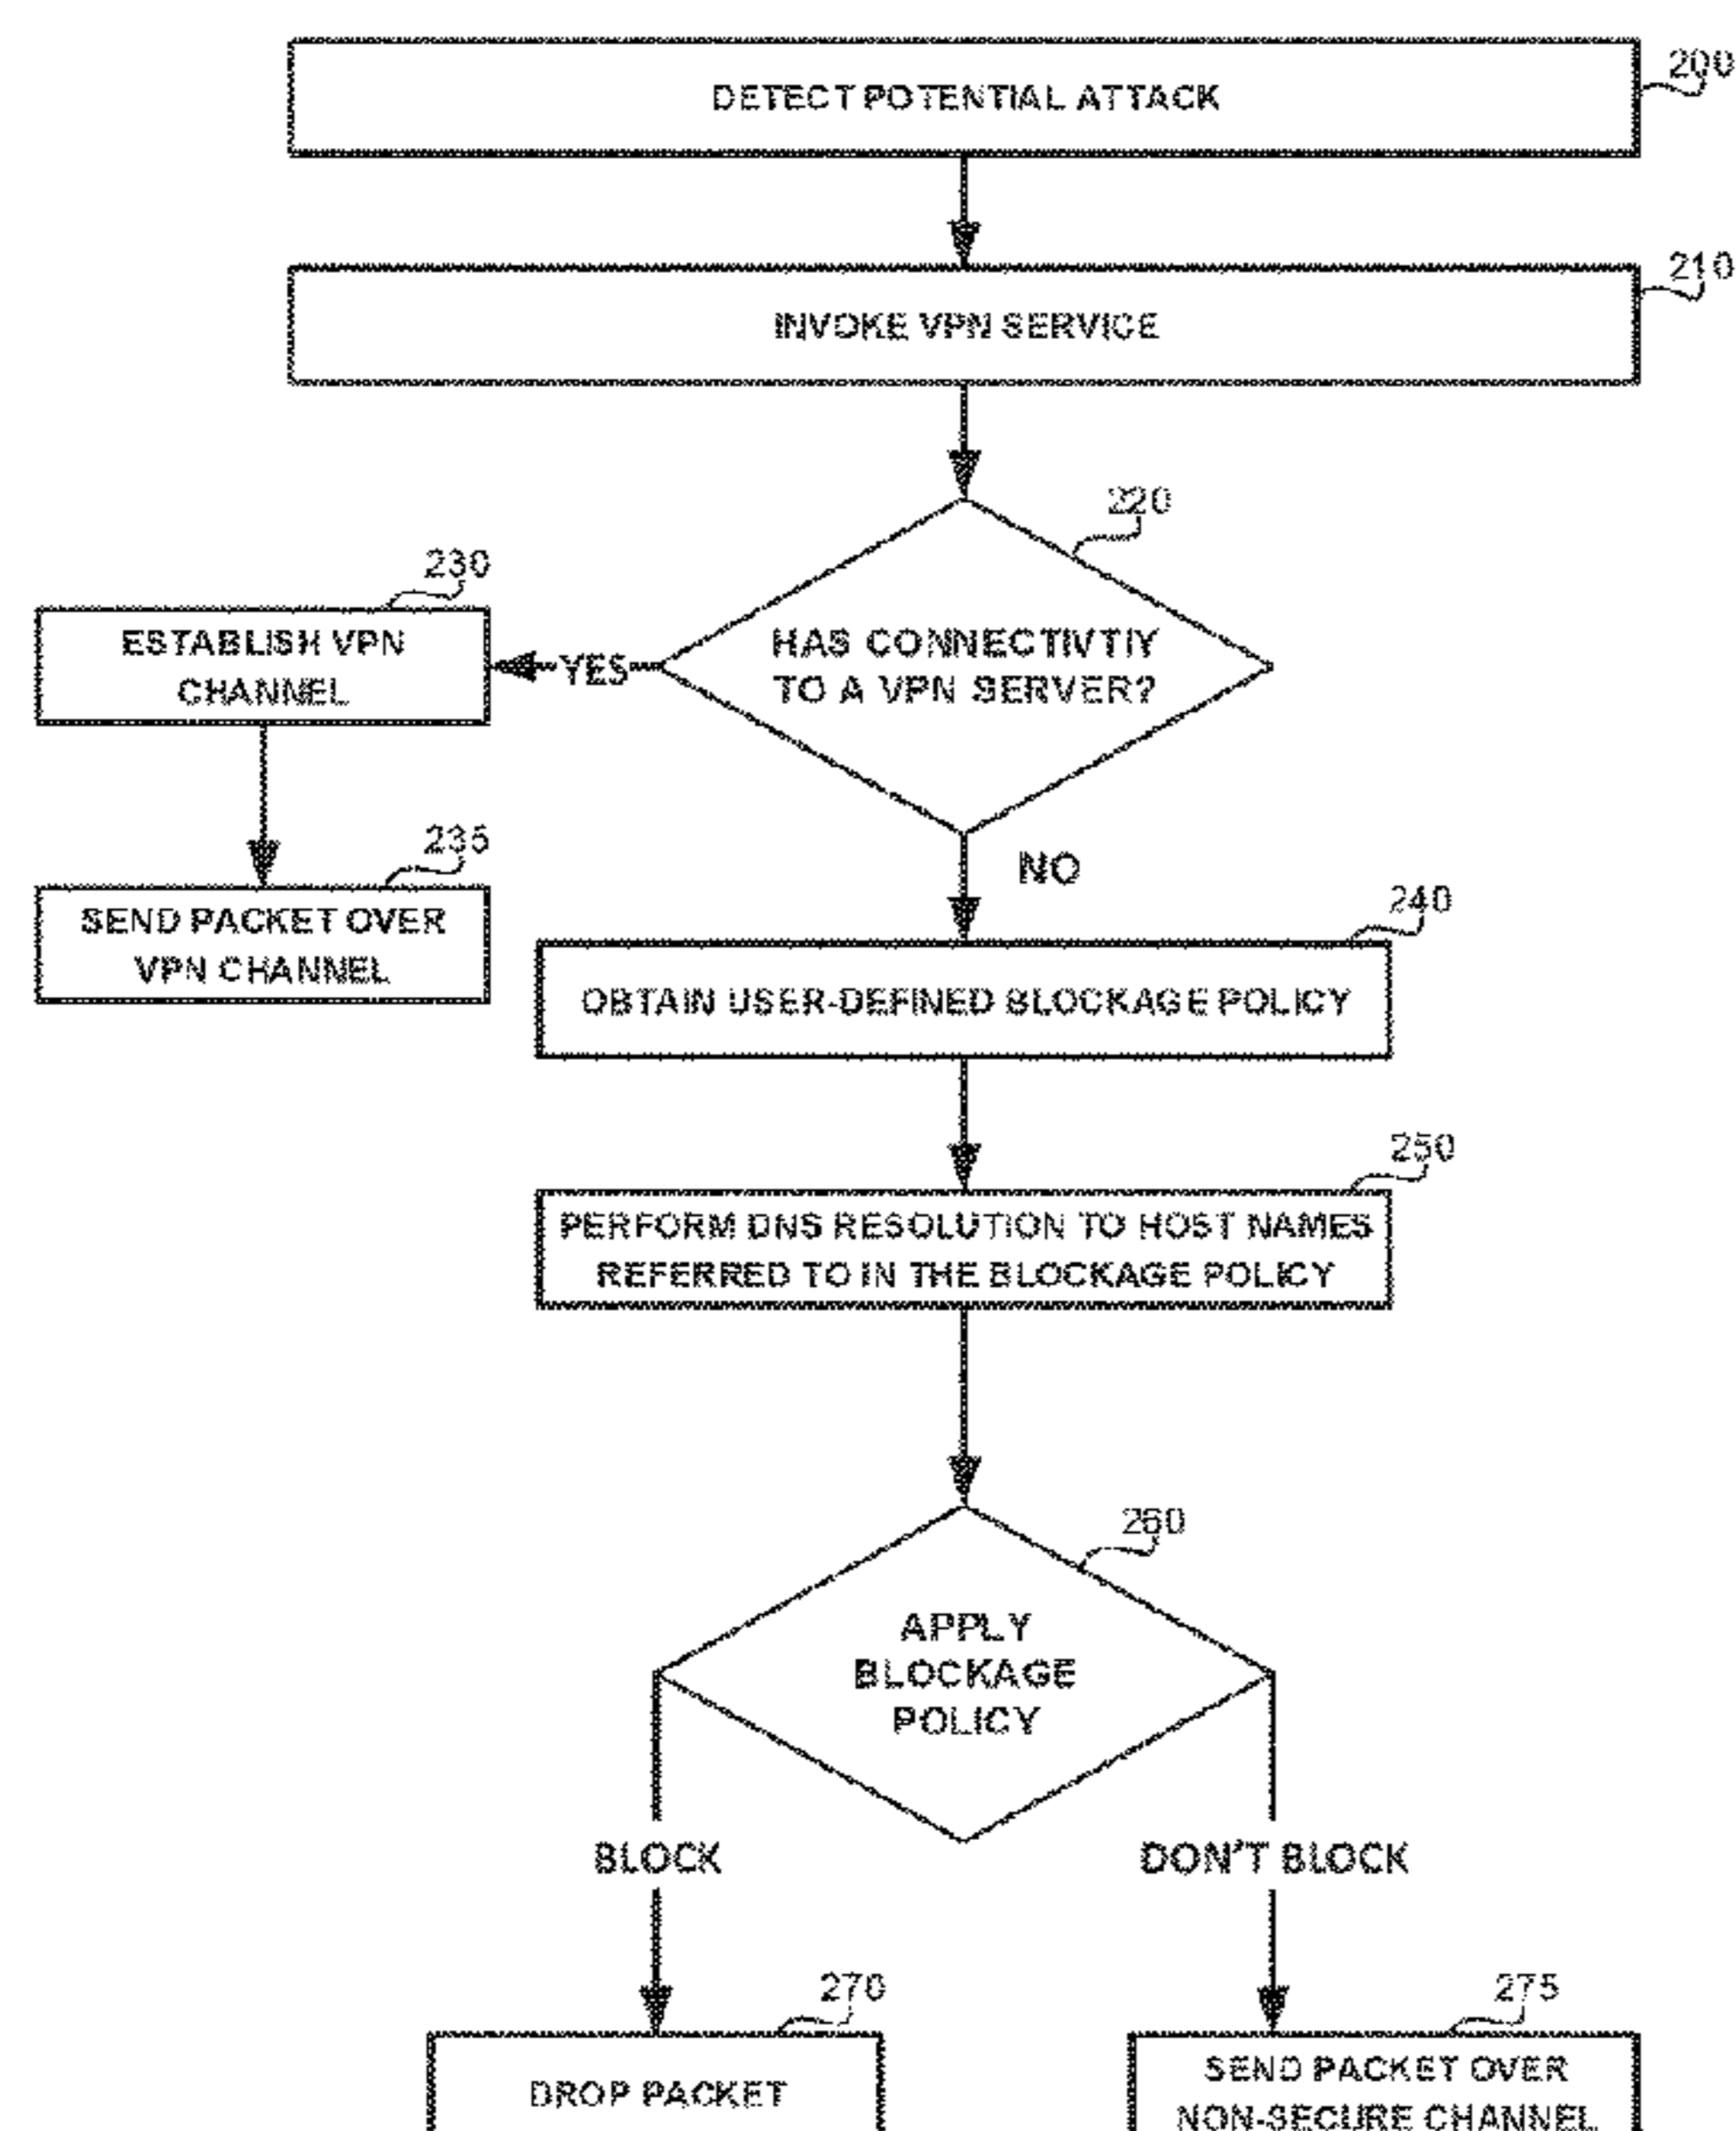 200
DETECT POTENTIAL ATTACK
210
INVOKE VPN SERVICE
220
230
HAS CONNECTIVTIY
TO A VPN SERVER?
YES
ESTABLISH VPN
CHANNEL
235
NO
SEND PACKET OVER
VPN CHANNEL
240
OBTAIN USER-DEFINED BLOCKAGE POLICY
250
PERFORM DNS RESOLUTION TO HOST NAMES
REFERRED TO IN THE BLOCKAGE POLICY
260
APPLY
BLOCKAGE
POLICY
BLOCK
DON'T BLOCK
270
275
DROP PACKET
SEND PACKET OVER
NON-SECURE CHANNEL